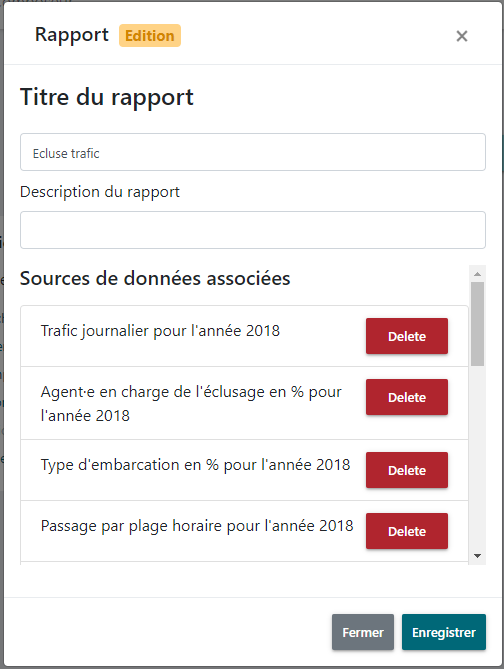 Rapport Edition
Titre du rapport
Ecluse trafic
Description du rapport
Sources de données associées
Trafic journalier pour l'année 2018
Delete
Agent·e en charge de l'éclusage en % pour
l'année 2018
Delete
Type d'embarcation en % pour l'année 2018
Delete
Passage par plage horaire pour l'année 2018
Delete
Fermer Enregistrer